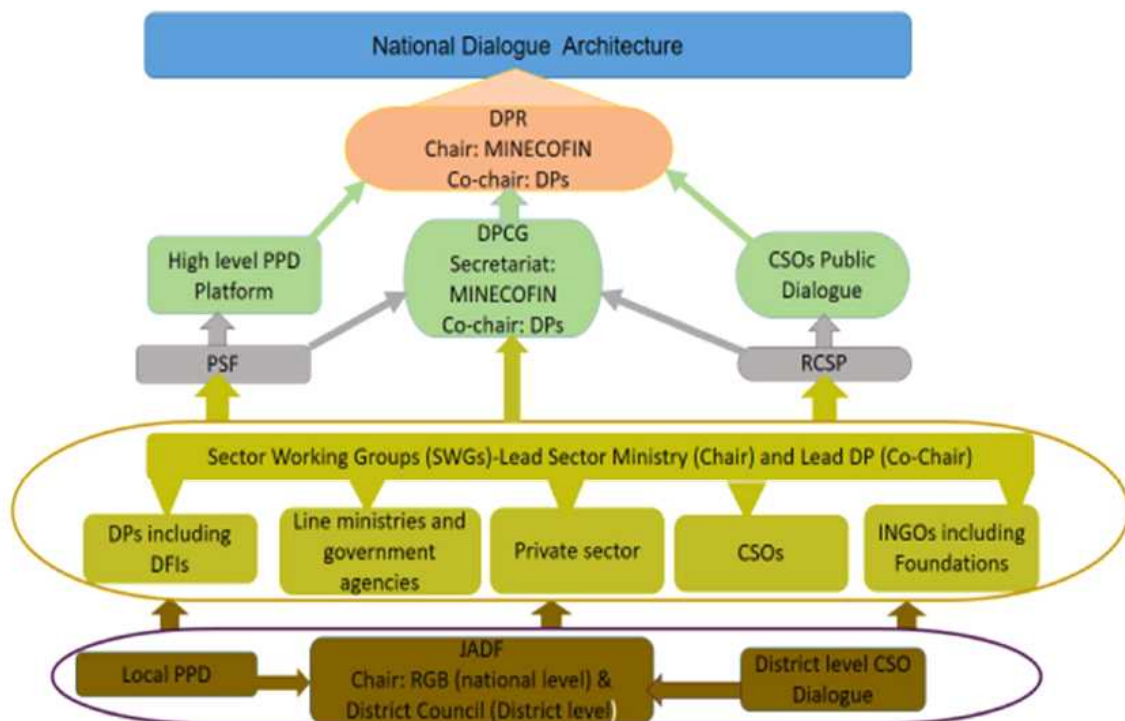 National Dialogue Architecture
DPR
Chair: MINECOFIN
Co-chair: DPs
High level PPD
Platform
DPCG
Secretariat:
MINECOFIN
Co-chair: DPs
CSOs Public
Dialogue
PSF
RCSP
Sector Working Groups (SWGs)-Lead Sector Ministry (Chair) and Lead DP (Co-Chair)
DPs including
DFIs
Line ministries and
government
agencies
Private sector
CSOs
INGOs including
Foundations
Local PPD
JADF
Chair: RGB (national level) &
District Council (District level)
District level CSO
Dialogue